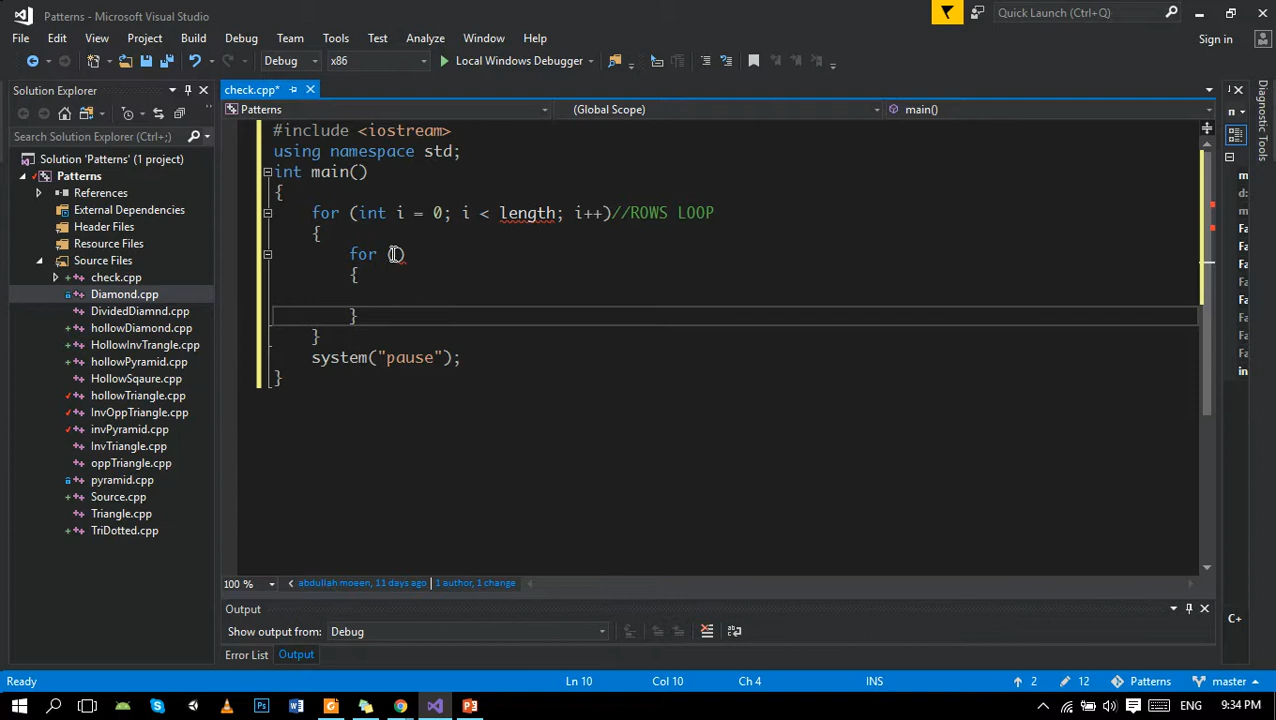 Patterns - Microsoft Visual Studio
Quick Launch (Ctrl+Q)
File Edit View Project Build Debug Team Tools Test Analyze Window Help
Sign in
Debug x86 Local Windows Debugger
Solution Explorer
check.cpp*
Patterns (Global Scope) main()
Search Solution Explorer (Ctrl+;)
Solution 'Patterns' (1 project)
Patterns
References
External Dependencies
Header Files
Resource Files
Source Files
check.cpp
Diamond.cpp
DividedDiamnd.cpp
hollowDiamond.cpp
HollowInvTrangle.cpp
hollowPyramid.cpp
HollowSqaure.cpp
hollowTriangle.cpp
InvOppTriangle.cpp
invPyramid.cpp
InvTriangle.cpp
oppTriangle.cpp
pyramid.cpp
Source.cpp
Triangle.cpp
TriDotted.cpp
#include <iostream>
using namespace std;
int main()
{
for (int i = 0; i < length; i++)//ROWS LOOP
{
for ()
{
}
}
system("pause");
}
Diagnostic Tools
100 % abdullah moeen, 11 days ago | 1 author, 1 change
Output
Show output from: Debug
Error List Output
C+
Ready Ln 10 Col 10 Ch 4 INS 2 12 Patterns master
ENG 9:34 PM